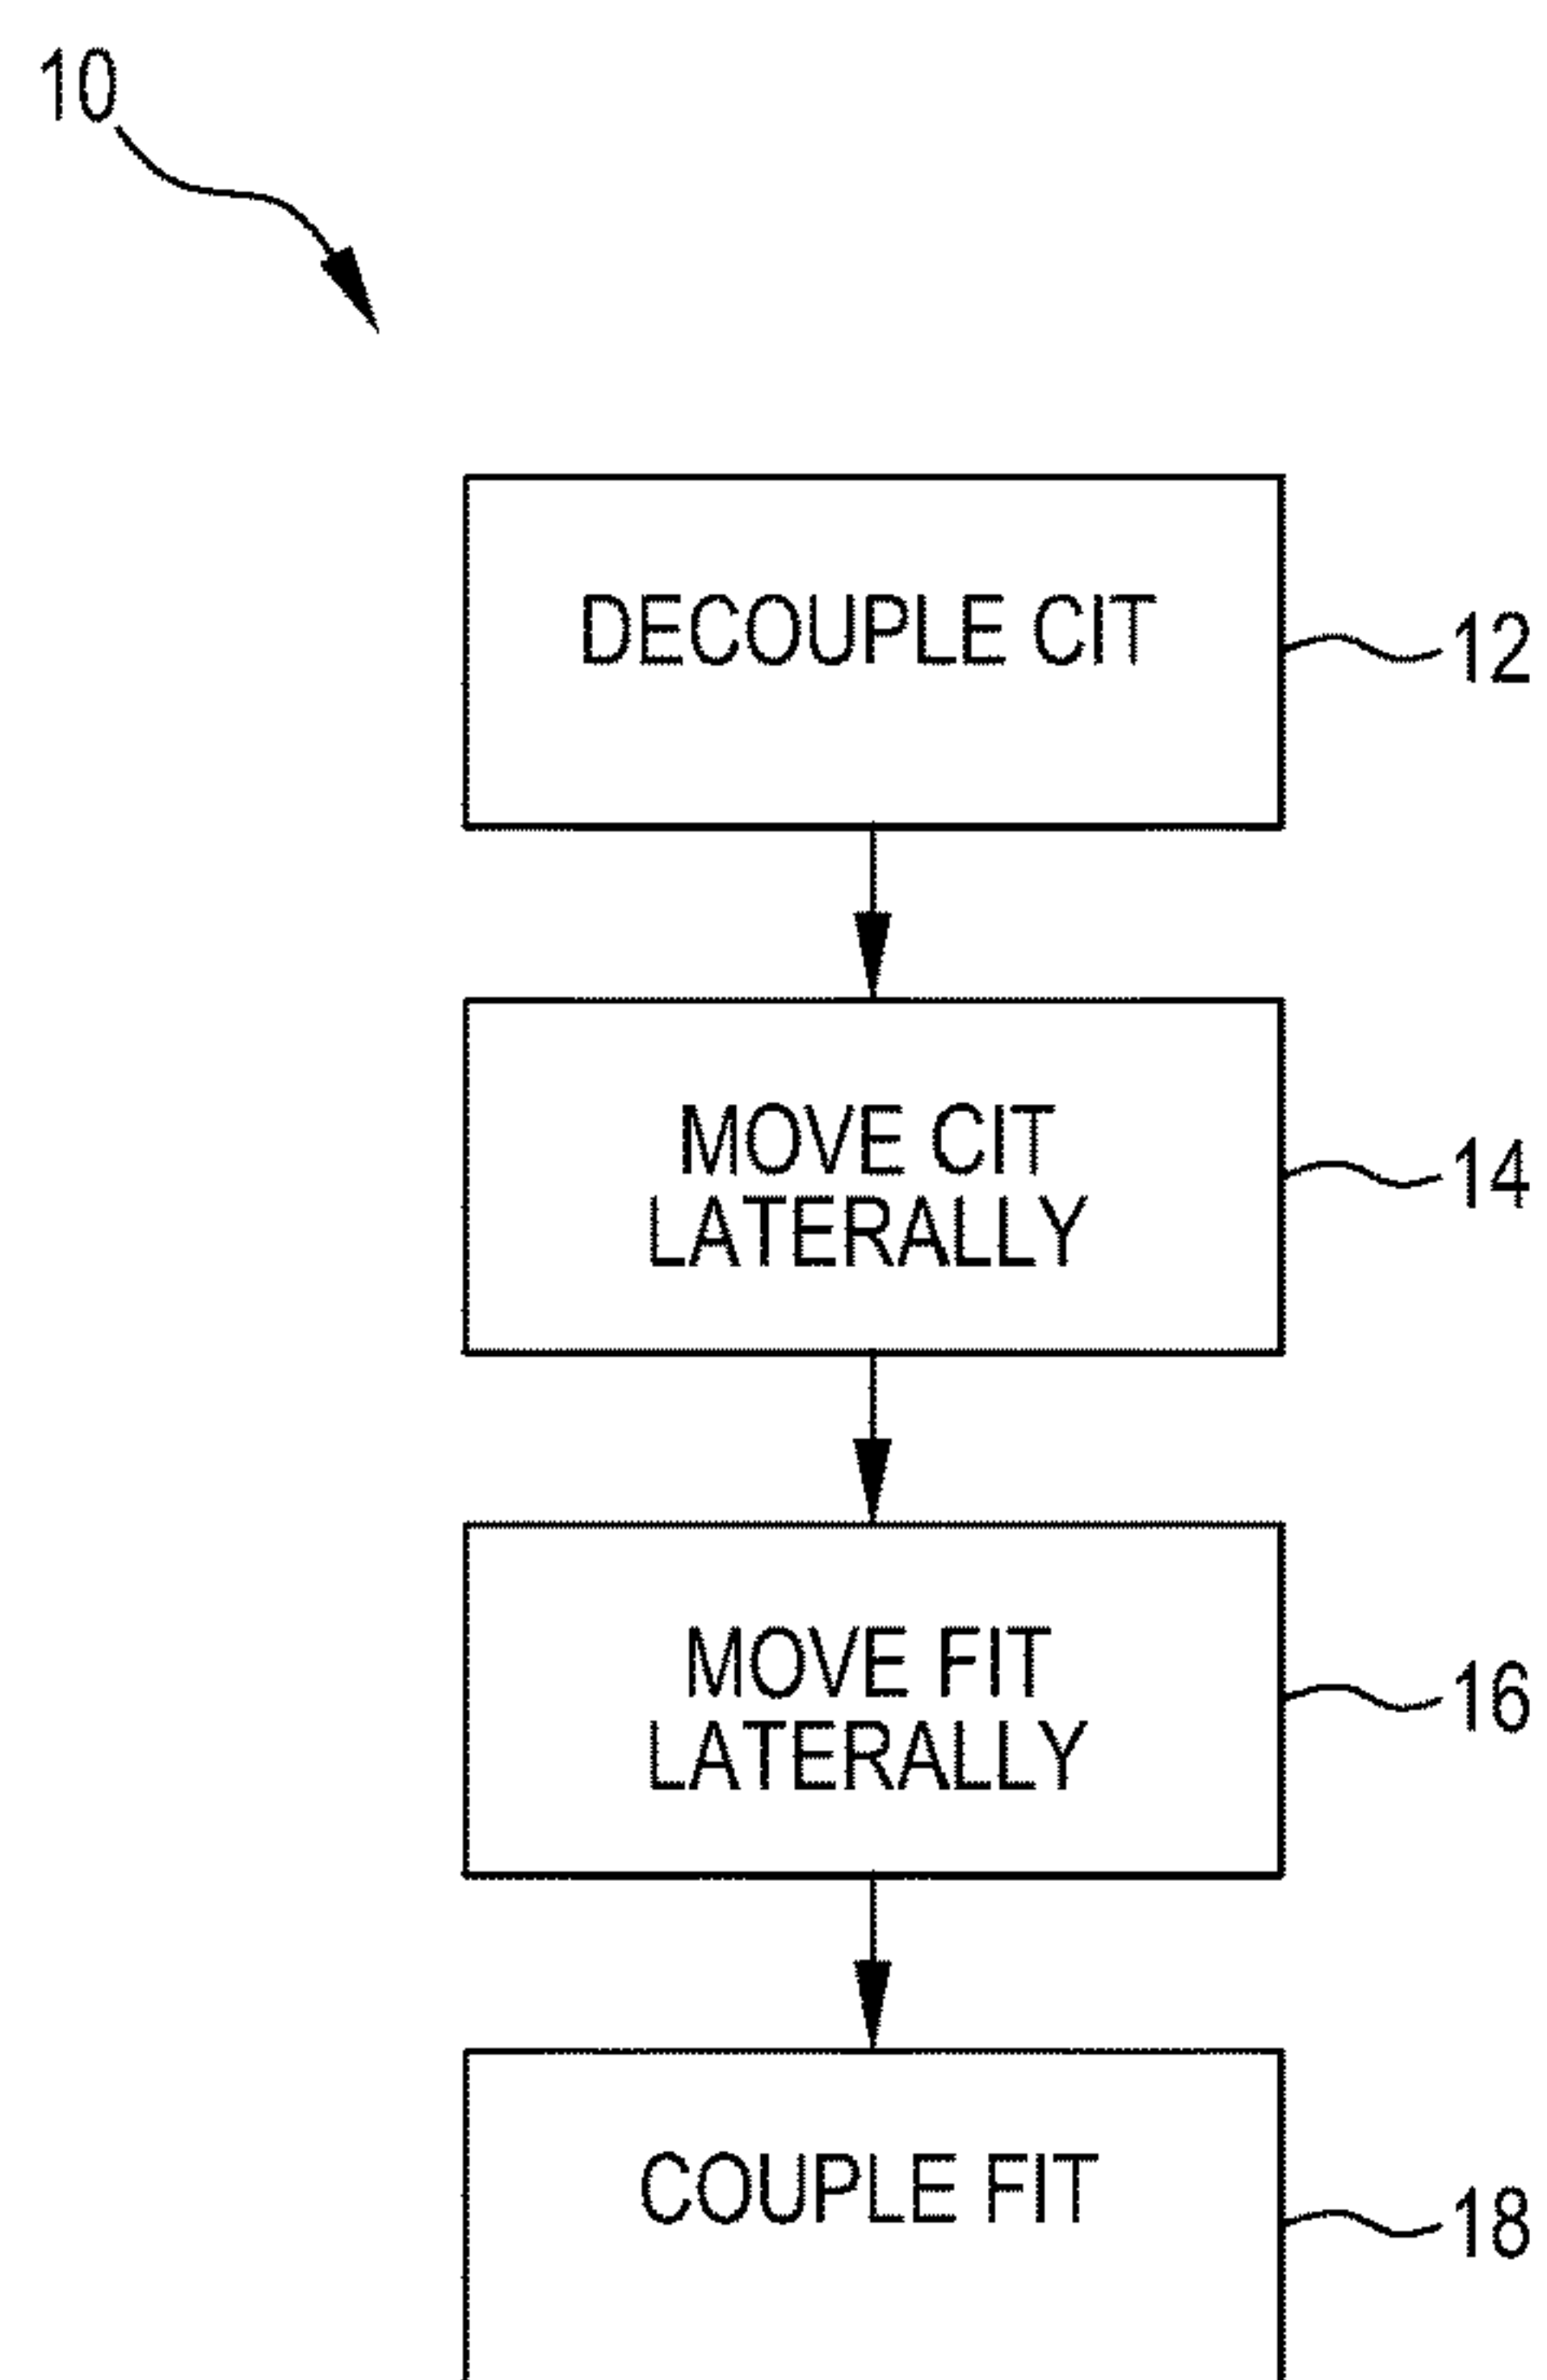 10
DECOUPLE CIT
12
MOVE CIT
LATERALLY
14
MOVE FIT
LATERALLY
16
COUPLE FIT
18